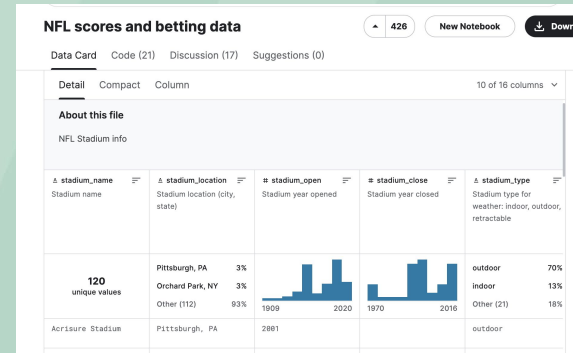 NFL scores and betting data
426
New Notebook
Data Card
Code (21)
Discussion (17)
Suggestions (0)
Detail
Compact
Column
10 of 16 columns
About this file
NFL Stadium info
stadium_name
Stadium name
stadium_location
Stadium location (city,
state)
# stadium_open
Stadium year opened
# stadium_close
Stadium year closed
stadium_type
Stadium type for
weather: indoor, outdoor,
retractable
120
unique values
Pittsburgh, PA 3%
Orchard Park, NY 3%
Other (112) 93%
1909 2020
1970 2016
outdoor 70%
indoor 13%
Other (21) 18%
Acrisure Stadium
Pittsburgh, PA
2001
outdoor